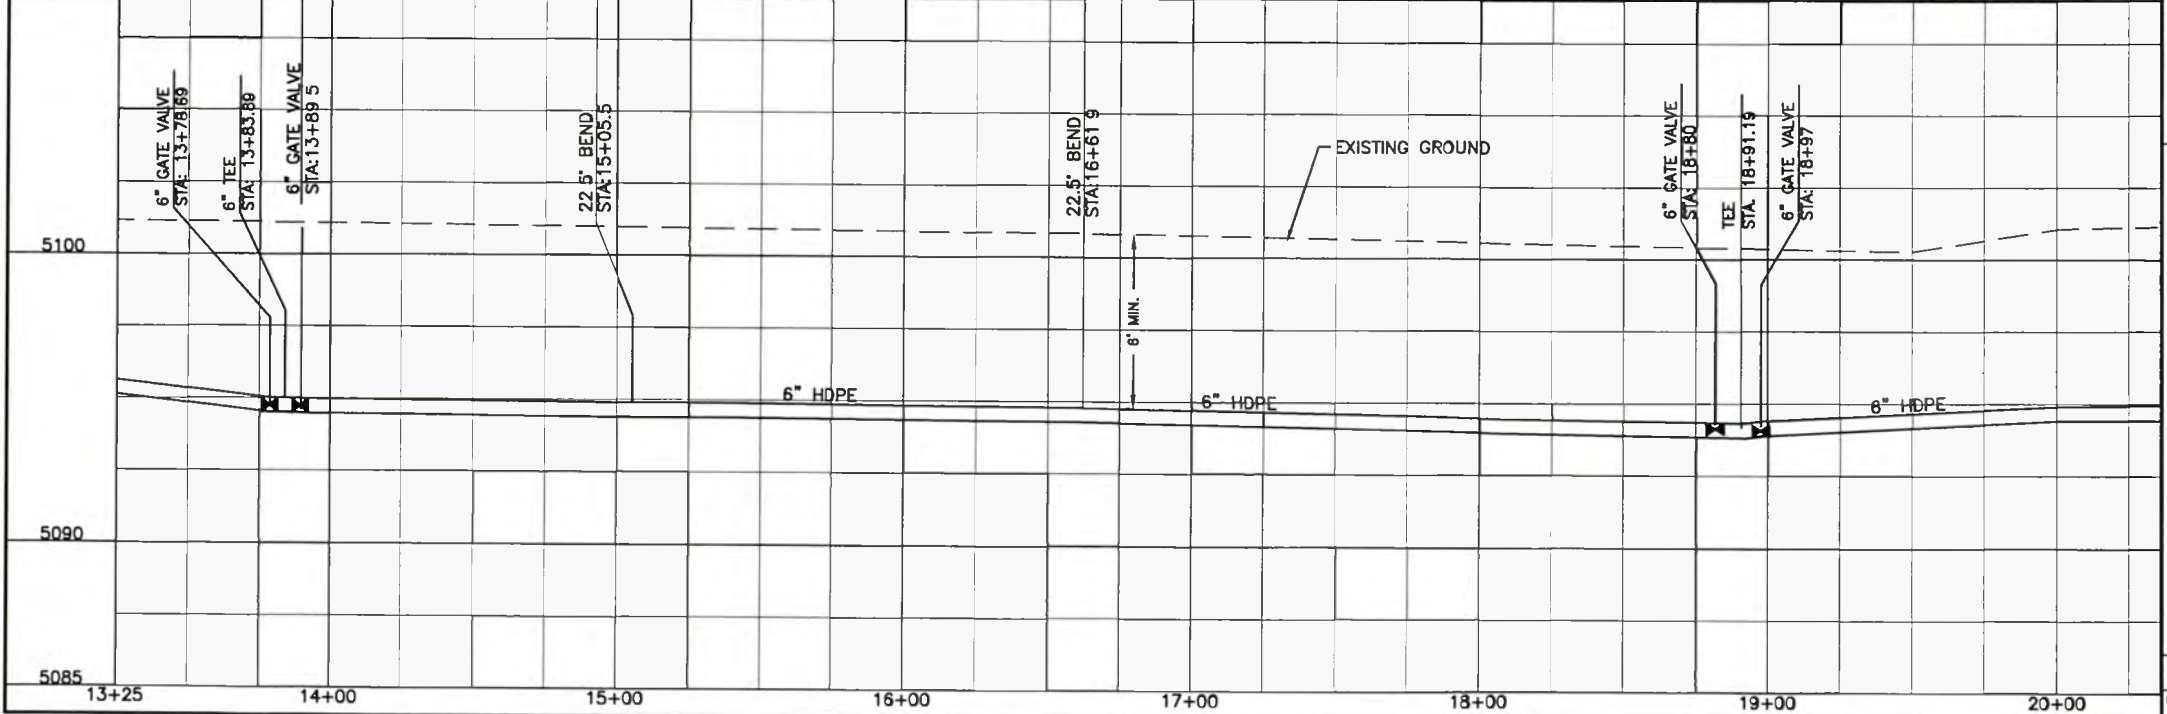 6" GATE VALVE
STA: 13+78.69
6" TEE
STA: 13+83.89
6" GATE VALVE
STA:13+89 5
22 5° BEND
STA:15+05.5
22.5° BEND
STA:16+61 9
EXISTING GROUND
6" GATE VALVE
STA: 18+80
TEE
STA. 18+91.19
6" GATE VALVE
STA: 18+97
5100
6' MIN.
6" HDPE
6" HDPE
6" HDPE
5090
5085
13+25
14+00
15+00
16+00
17+00
18+00
19+00
20+00